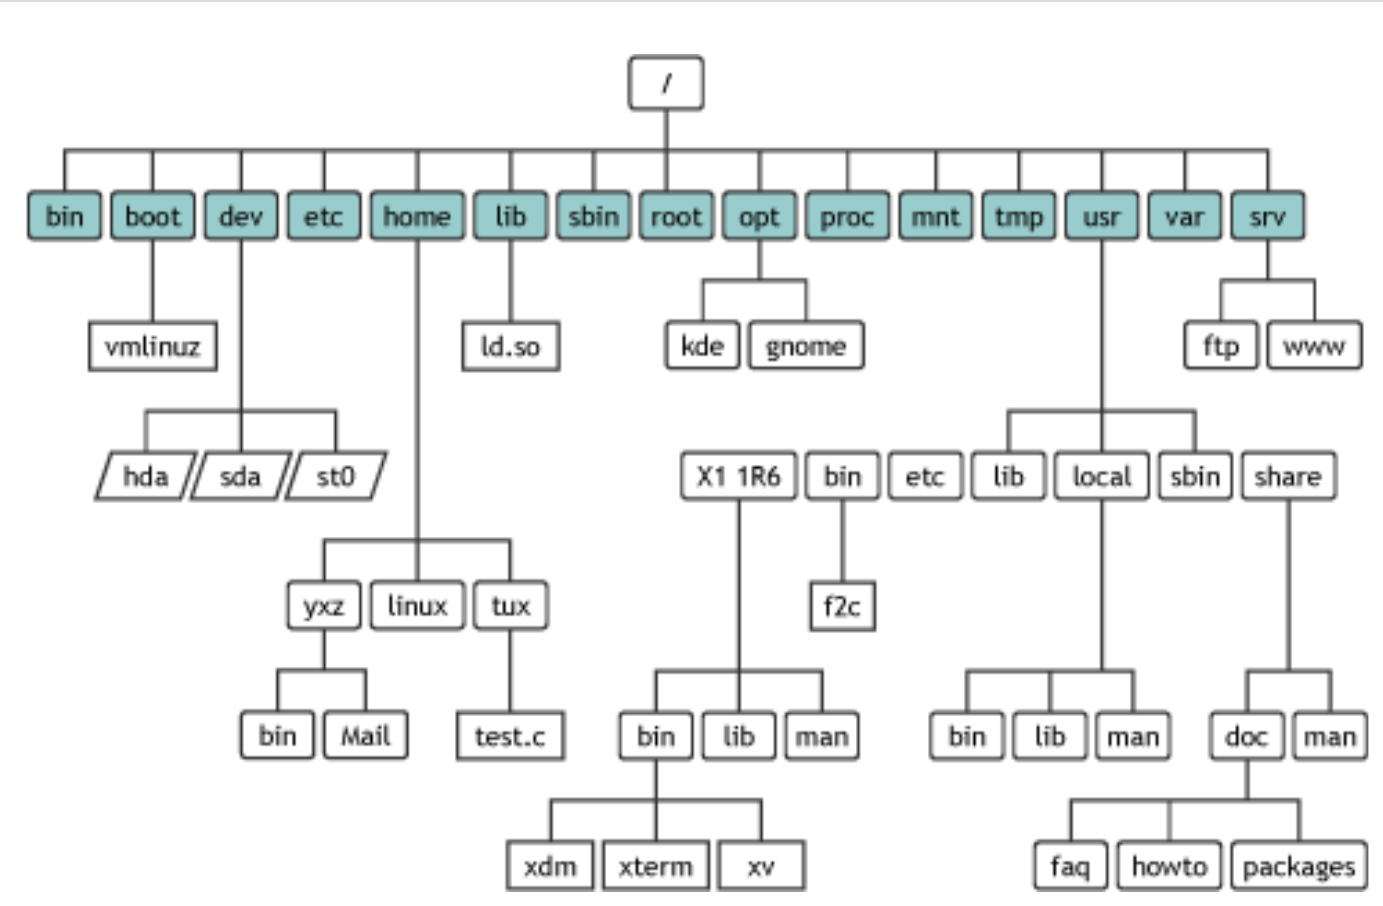 /
bin boot dev etc home lib sbin root opt proc mnt tmp usr var srv
vmlinuz ld.so kde gnome ftp www
hda sda st0 X1 1R6 bin etc lib local sbin share
yxz linux tux f2c
bin Mail test.c bin lib man bin lib man doc man
xdm xterm xv faq howto packages